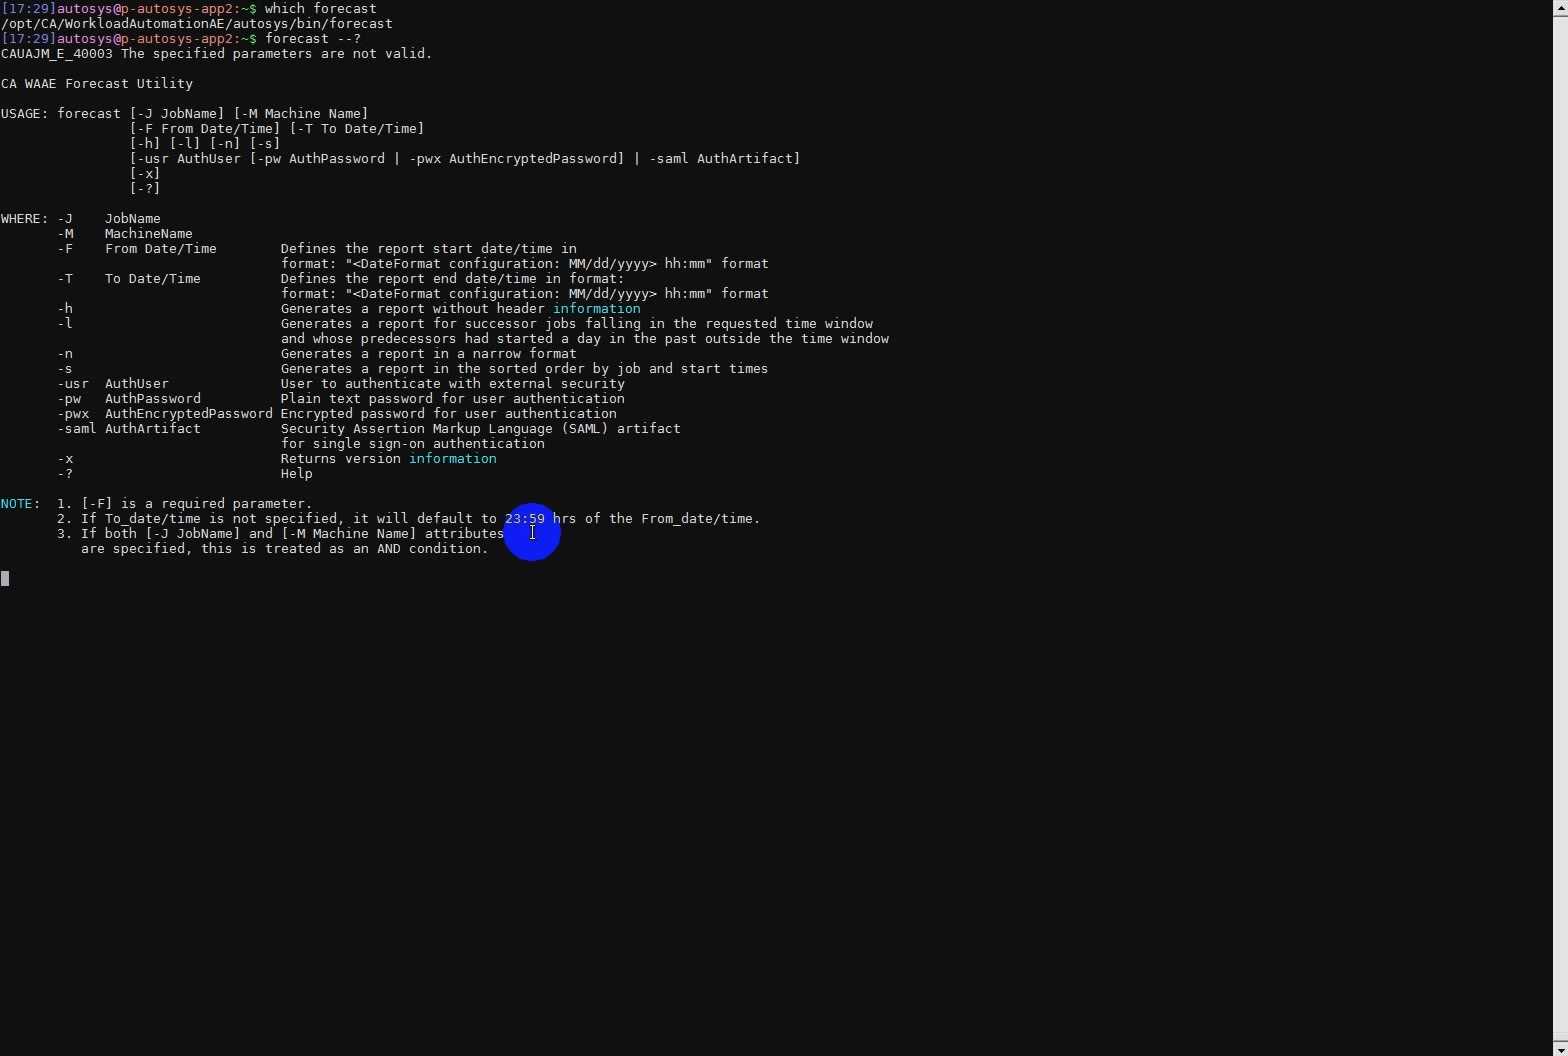 [17:29]autosys@p-autosys-app2:~$ which forecast
/opt/CA/WorkloadAutomationAE/autosys/bin/forecast
[17:29]autosys@p-autosys-app2:~$ forecast --?
CAUAJM_E_40003 The specified parameters are not valid.

CA WAAE Forecast Utility

USAGE: forecast [-J JobName] [-M Machine Name]
                [-F From Date/Time] [-T To Date/Time]
                [-h] [-l] [-n] [-s]
                [-usr AuthUser [-pw AuthPassword | -pwx AuthEncryptedPassword] | -saml AuthArtifact]
                [-x]
                [-?]

WHERE: -J    JobName
       -M    MachineName
       -F    From Date/Time        Defines the report start date/time in
                                   format: "<DateFormat configuration: MM/dd/yyyy> hh:mm" format
       -T    To Date/Time          Defines the report end date/time in format:
                                   format: "<DateFormat configuration: MM/dd/yyyy> hh:mm" format
       -h                          Generates a report without header information
       -l                          Generates a report for successor jobs falling in the requested time window
                                   and whose predecessors had started a day in the past outside the time window
       -n                          Generates a report in a narrow format
       -s                          Generates a report in the sorted order by job and start times
       -usr  AuthUser              User to authenticate with external security
       -pw   AuthPassword          Plain text password for user authentication
       -pwx  AuthEncryptedPassword Encrypted password for user authentication
       -saml AuthArtifact          Security Assertion Markup Language (SAML) artifact
                                   for single sign-on authentication
       -x                          Returns version information
       -?                          Help

NOTE:  1. [-F] is a required parameter.
       2. If To_date/time is not specified, it will default to 23:59 hrs of the From_date/time.
       3. If both [-J JobName] and [-M Machine Name] attributes
          are specified, this is treated as an AND condition.